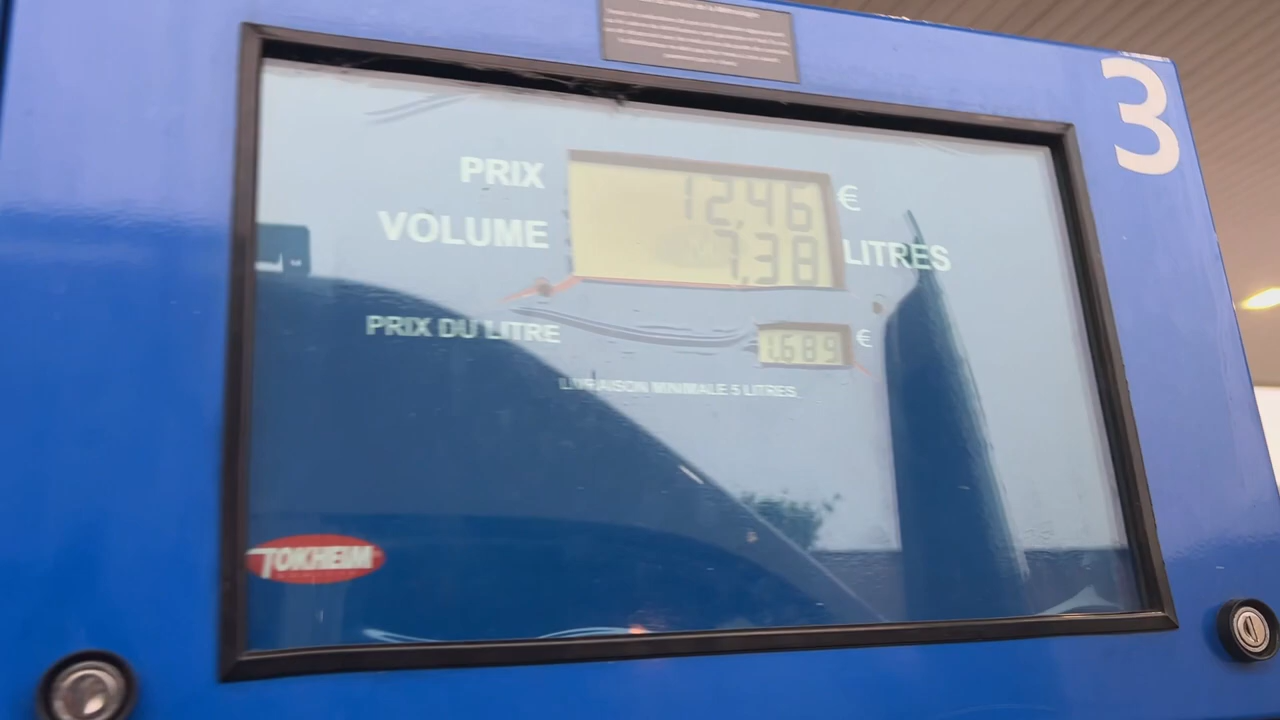 3
PRIX 12,46 €
VOLUME 7,38 LITRES
PRIX DU LITRE 1,689 €
LIVRAISON MINIMALE 5 LITRES
TOKHEIM